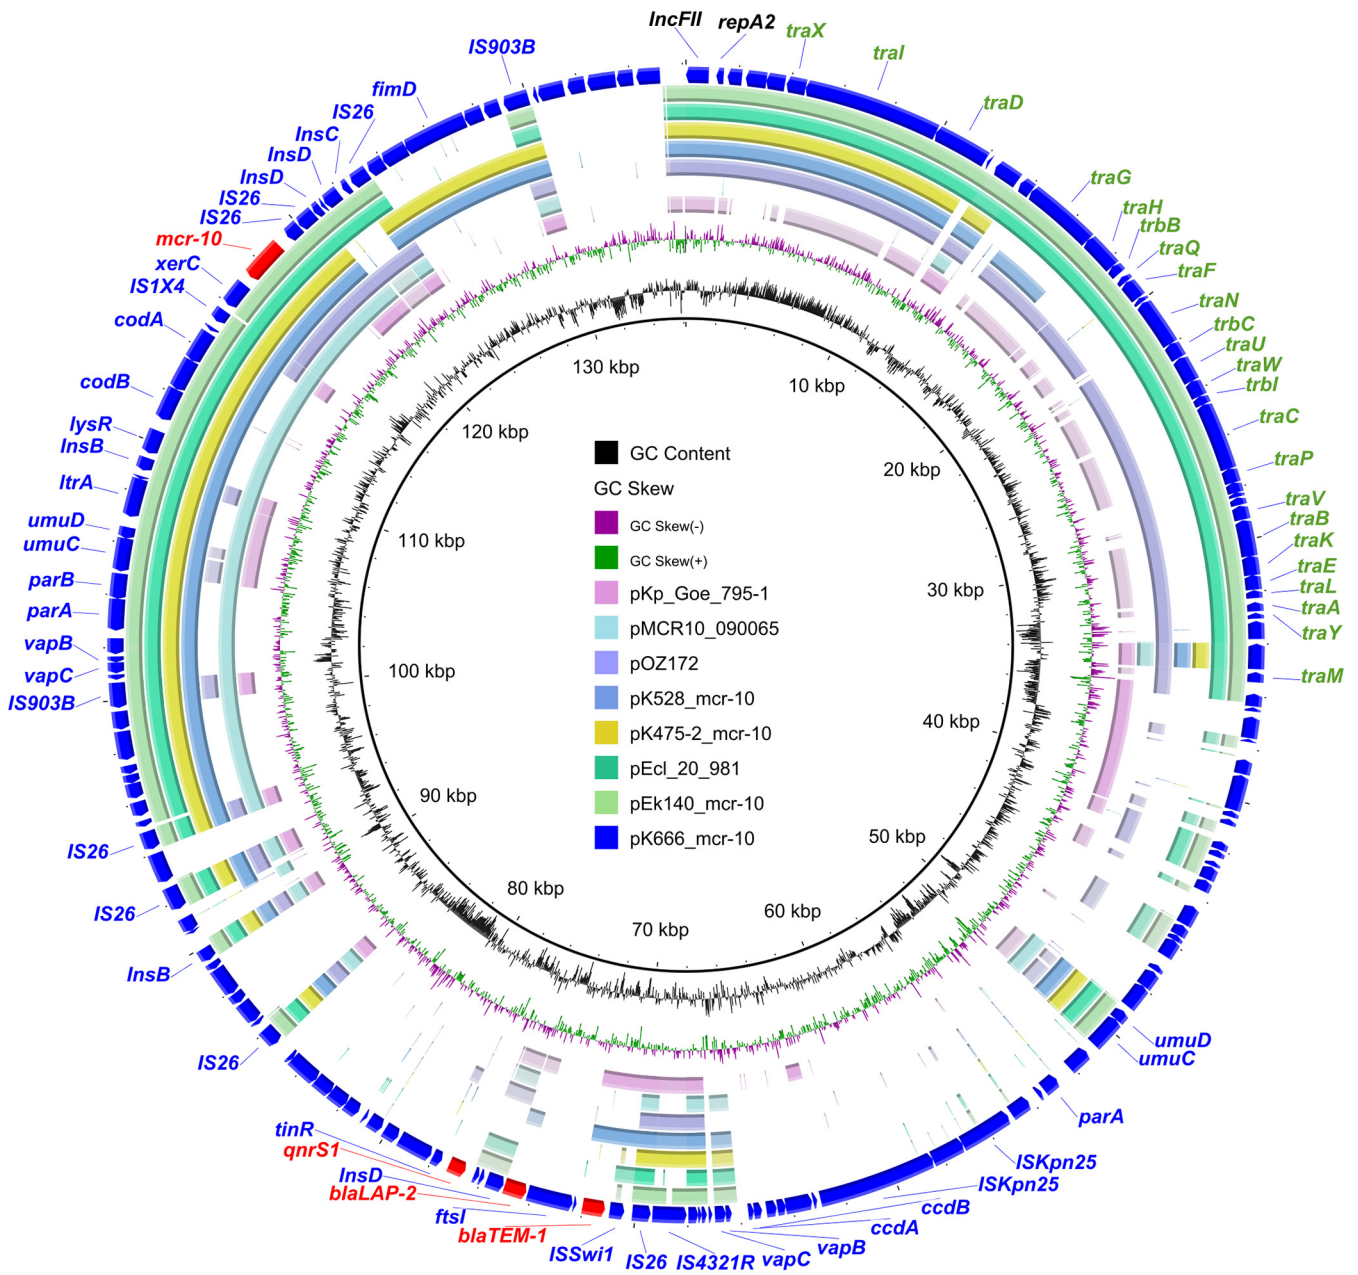 IncFII
repA2
traX
traI
traD
traG
traH
trbB
traQ
traF
traN
trbC
traU
traW
trbI
traC
traP
traV
traB
traK
traE
traL
traA
traY
traM
umuD
umuC
parA
ISKpn25
ISKpn25
ccdB
ccdA
vapB
vapC
IS4321R
IS26
ISSwi1
blaTEM-1
ftsI
blaLAP-2
InsD
qnrS1
tinR
IS26
InsB
IS26
IS26
IS903B
vapC
vapB
parA
parB
umuC
umuD
ltrA
InsB
lysR
codB
codA
IS1X4
xerC
mcr-10
IS26
IS26
InsD
InsD
InsC
IS26
fimD
IS903B
10 kbp
20 kbp
30 kbp
40 kbp
50 kbp
60 kbp
70 kbp
80 kbp
90 kbp
100 kbp
110 kbp
120 kbp
130 kbp
GC Content
GC Skew
GC Skew(-)
GC Skew(+)
pKp_Goe_795-1
pMCR10_090065
pOZ172
pK528_mcr-10
pK475-2_mcr-10
pEcl_20_981
pEk140_mcr-10
pK666_mcr-10